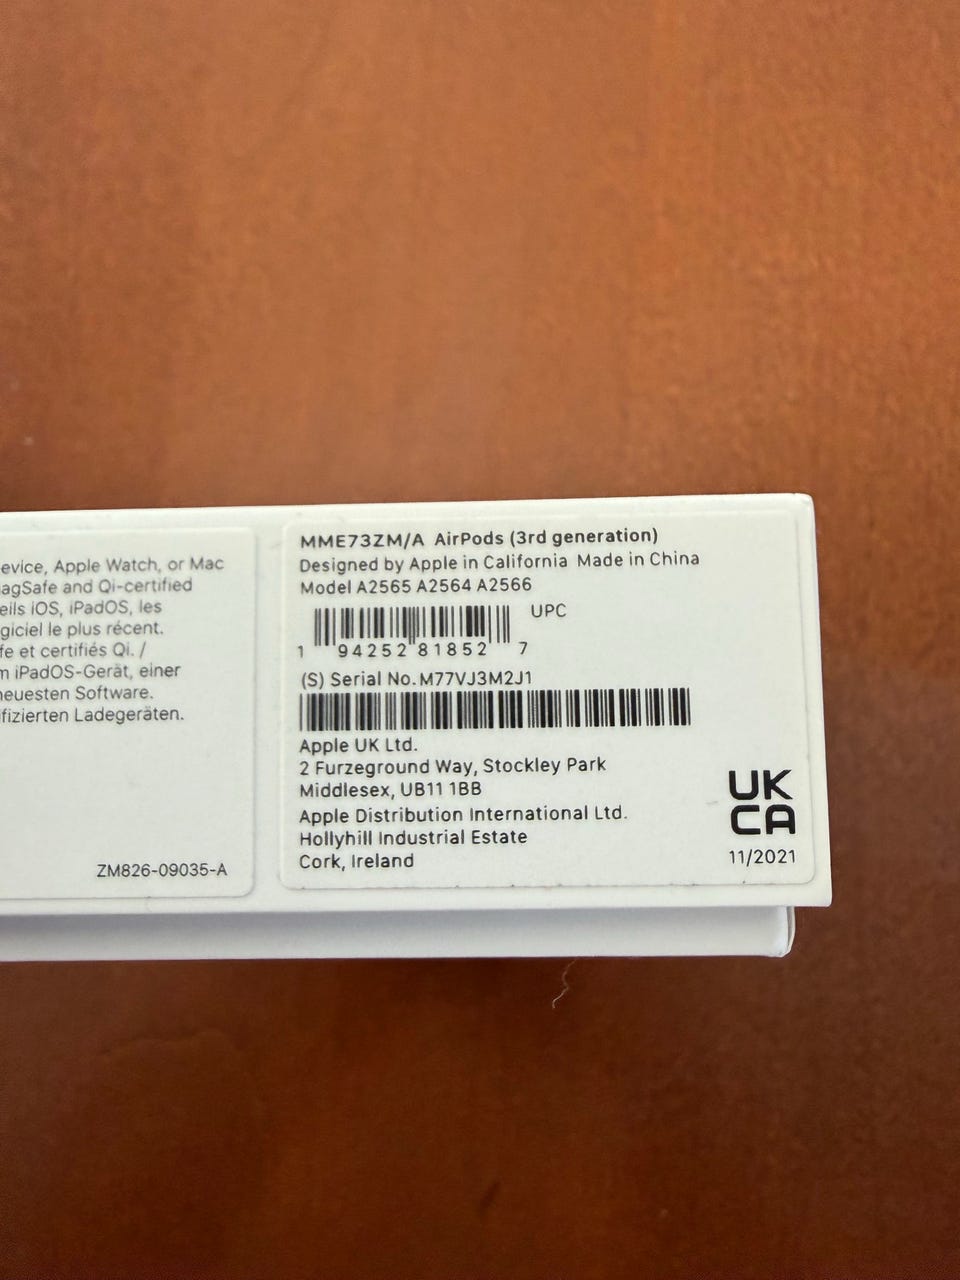 evice, Apple Watch, or Mac
agSafe and Qi-certified
eils iOS, iPadOS, les
giciel le plus récent.
fe et certifiés Qi. /
m iPadOS-Gerät, einer
neuesten Software.
fizierten Ladegeräten.
ZM826-09035-A
MME73ZM/A AirPods (3rd generation)
Designed by Apple in California Made in China
Model A2565 A2564 A2566
UPC
1 94252 81852 7
(S) Serial No. M77VJ3M2J1
Apple UK Ltd.
2 Furzeground Way, Stockley Park
Middlesex, UB11 1BB
Apple Distribution International Ltd.
Hollyhill Industrial Estate
Cork, Ireland
UK
CA
11/2021